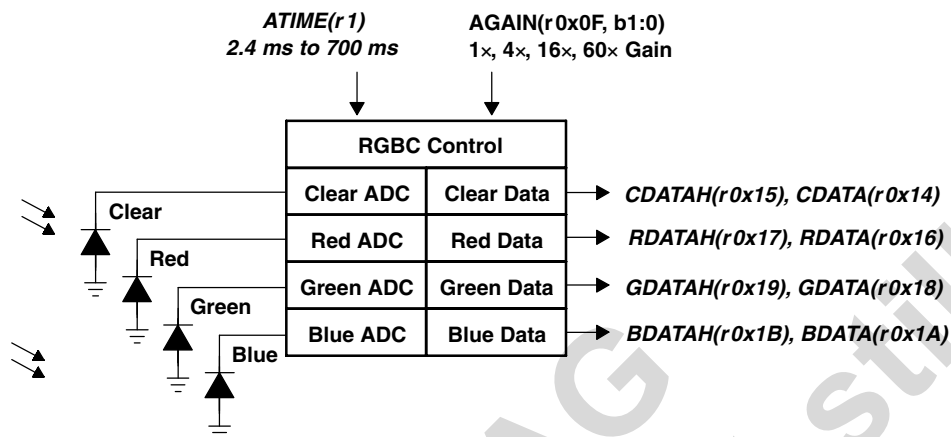 ATIME(r1)
2.4 ms to 700 ms
AGAIN(r0x0F, b1:0)
1×, 4×, 16×, 60× Gain
RGBC Control
Clear ADC
Clear Data
CDATAH(r0x15), CDATA(r0x14)
Clear
Red ADC
Red Data
RDATAH(r0x17), RDATA(r0x16)
Red
Green ADC
Green Data
GDATAH(r0x19), GDATA(r0x18)
Green
Blue ADC
Blue Data
BDATAH(r0x1B), BDATA(r0x1A)
Blue
AG
still